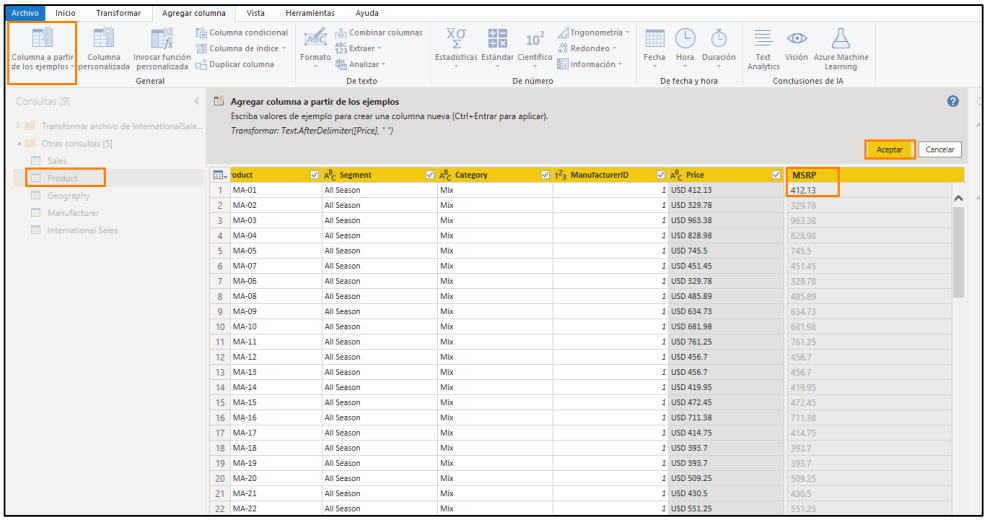 Archivo Inicio Transformar Agregar columna Vista Herramientas Ayuda
Columna a partir de los ejemplos
Columna personalizada
Invocar función personalizada
Columna condicional
Columna de índice
Duplicar columna
General
Formato
Combinar columnas
Extraer
Analizar
De texto
Estadísticas
Estándar
Científico
Trigonometría
Redondeo
Información
De número
Fecha
Hora
Duración
De fecha y hora
Text Analytics
Visión
Azure Machine Learning
Conclusiones de IA
Consultas [9]
Transformar archivo de InternationalSale...
Otras consultas [5]
Sales
Product
Geography
Manufacturer
International Sales
Agregar columna a partir de los ejemplos
Escriba valores de ejemplo para crear una columna nueva (Ctrl+Entrar para aplicar).
Transformar: Text.AfterDelimiter([Price], " ")
Aceptar Cancelar
roduct Segment Category ManufacturerID Price MSRP
1 MA-01 All Season Mix 1 USD 412.13 412.13
2 MA-02 All Season Mix 1 USD 329.78 329.78
3 MA-03 All Season Mix 1 USD 963.38 963.38
4 MA-04 All Season Mix 1 USD 828.98 828.98
5 MA-05 All Season Mix 1 USD 745.5 745.5
6 MA-07 All Season Mix 1 USD 451.45 451.45
7 MA-06 All Season Mix 1 USD 329.78 329.78
8 MA-08 All Season Mix 1 USD 485.89 485.89
9 MA-09 All Season Mix 1 USD 634.73 634.73
10 MA-10 All Season Mix 1 USD 681.98 681.98
11 MA-11 All Season Mix 1 USD 761.25 761.25
12 MA-12 All Season Mix 1 USD 456.7 456.7
13 MA-13 All Season Mix 1 USD 456.7 456.7
14 MA-14 All Season Mix 1 USD 419.95 419.95
15 MA-15 All Season Mix 1 USD 472.45 472.45
16 MA-16 All Season Mix 1 USD 711.38 711.38
17 MA-17 All Season Mix 1 USD 414.75 414.75
18 MA-18 All Season Mix 1 USD 393.7 393.7
19 MA-19 All Season Mix 1 USD 393.7 393.7
20 MA-20 All Season Mix 1 USD 509.25 509.25
21 MA-21 All Season Mix 1 USD 430.5 430.5
22 MA-22 All Season Mix 1 USD 551.25 551.25